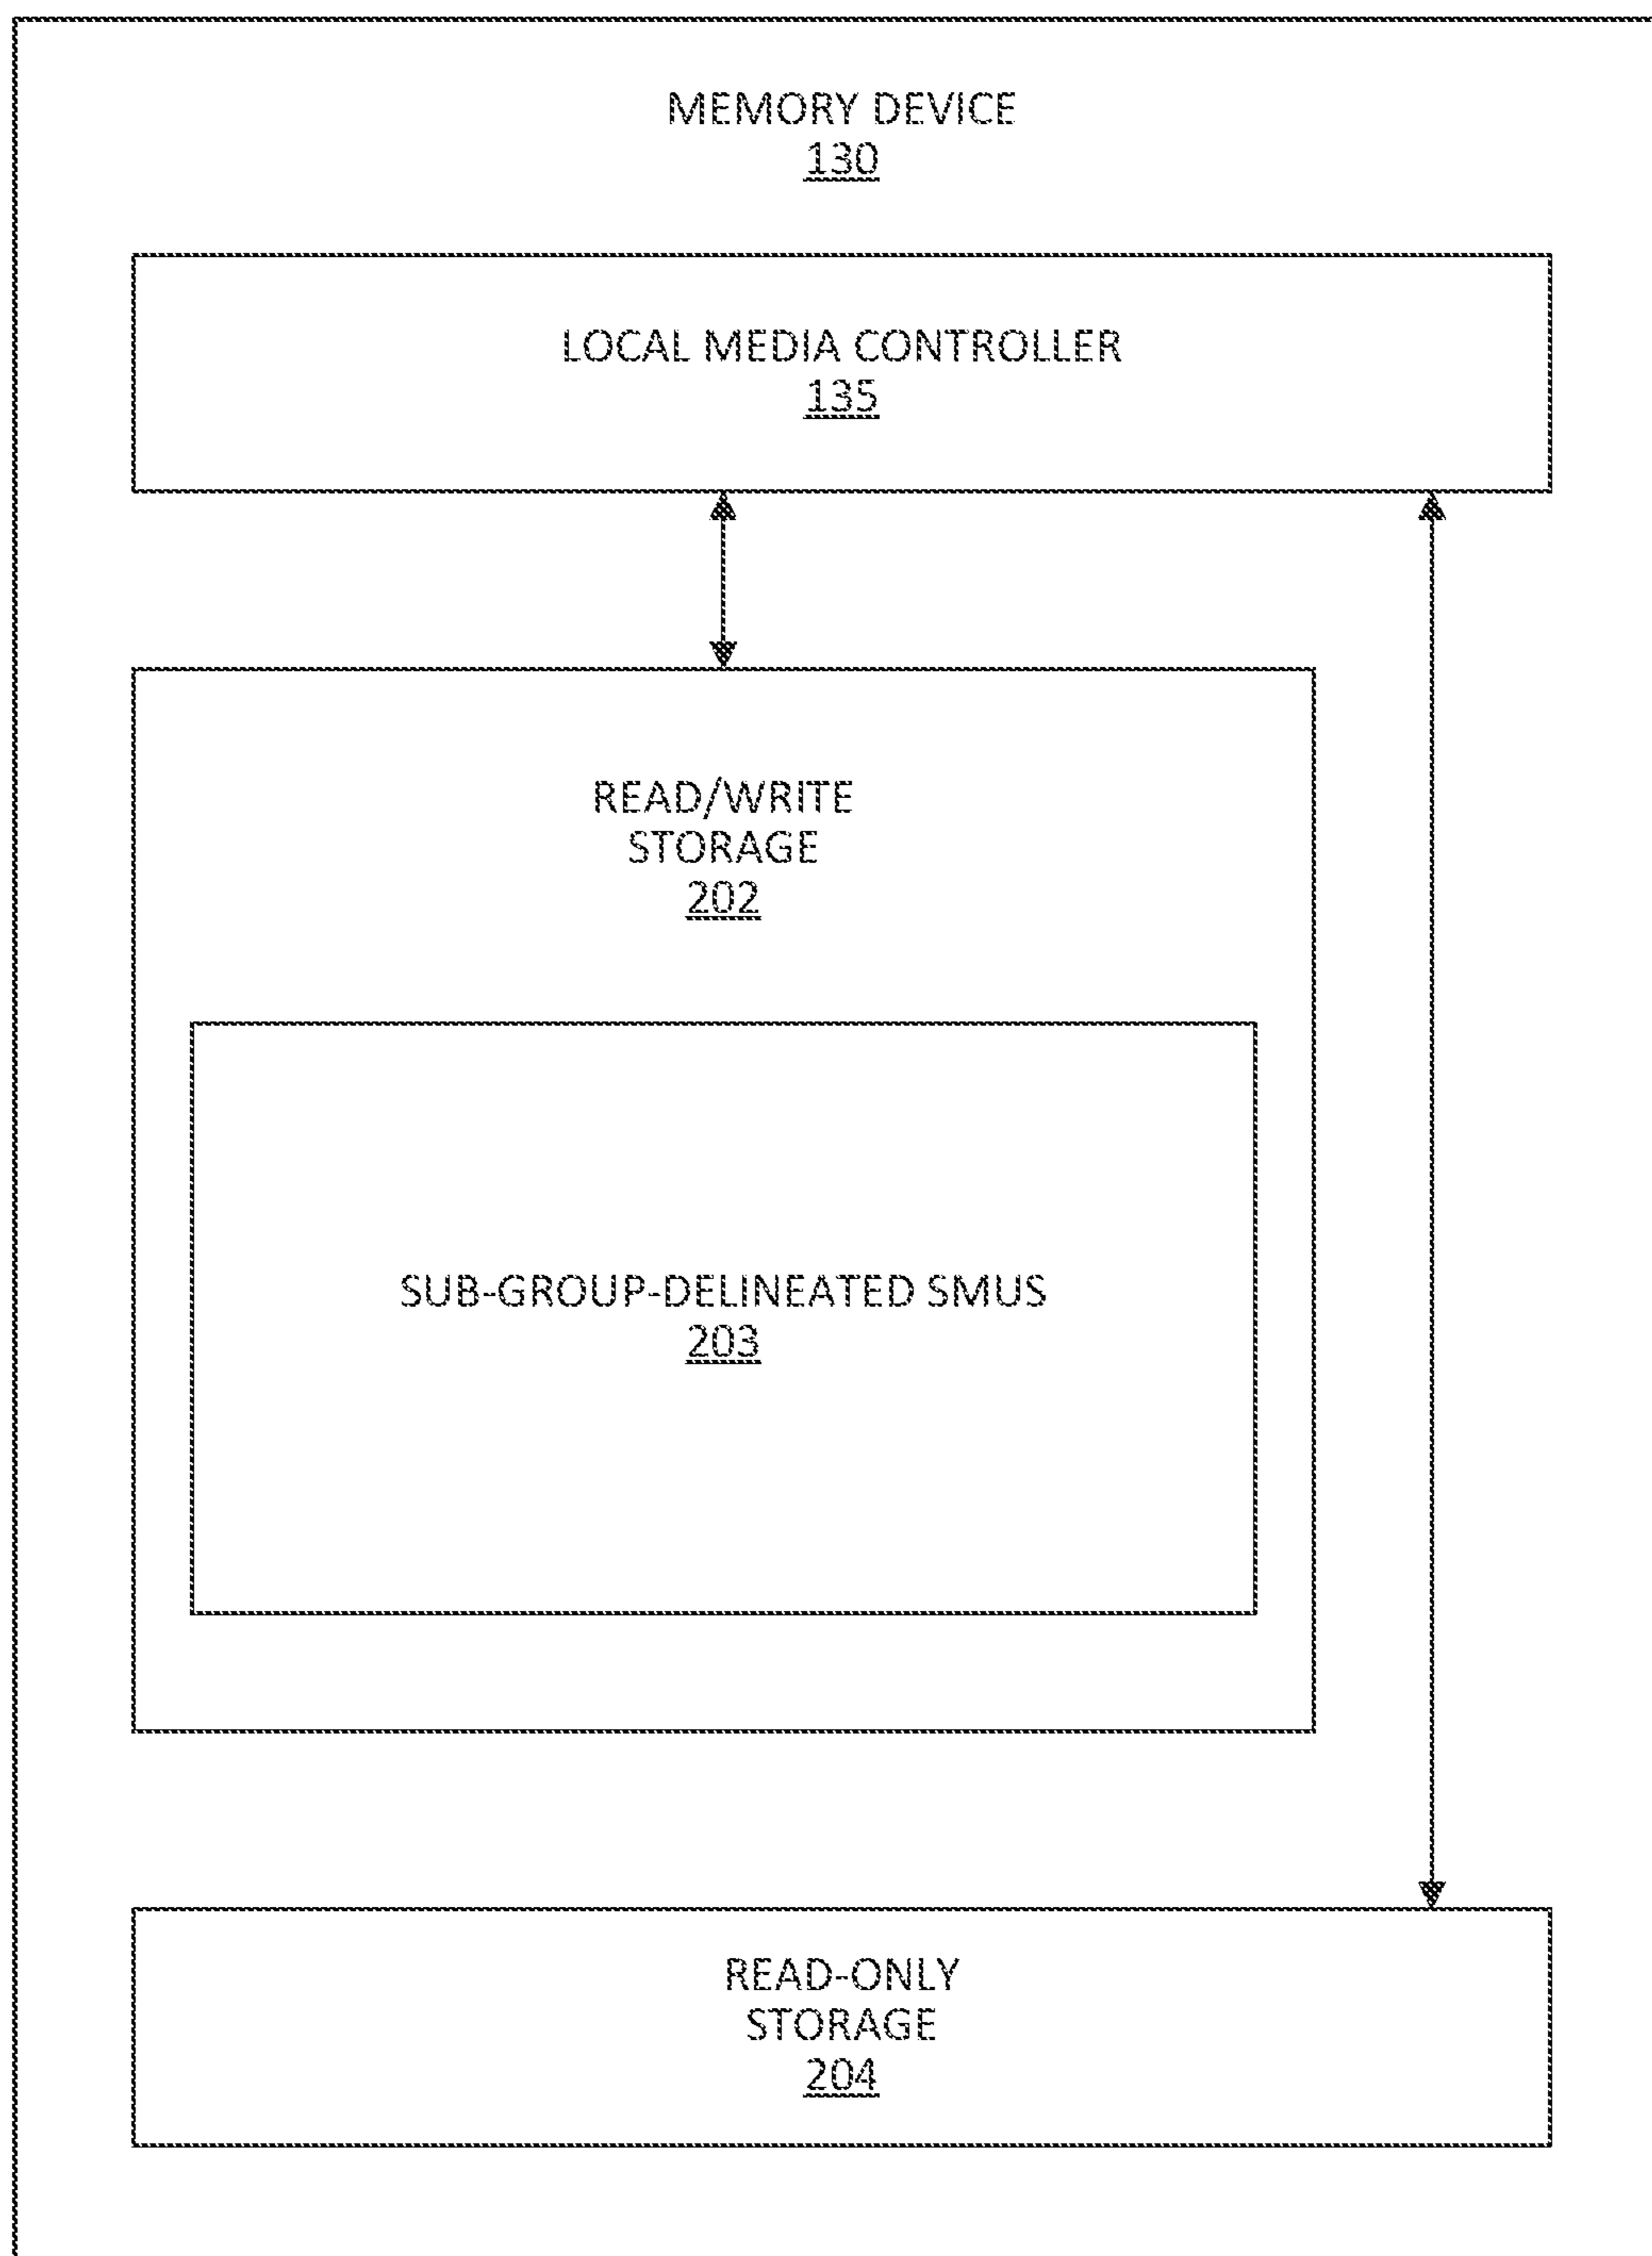 MEMORY DEVICE
130
LOCAL MEDIA CONTROLLER
135
READ/WRITE
STORAGE
202
SUB-GROUP-DELINEATED SMUS
203
READ-ONLY
STORAGE
204